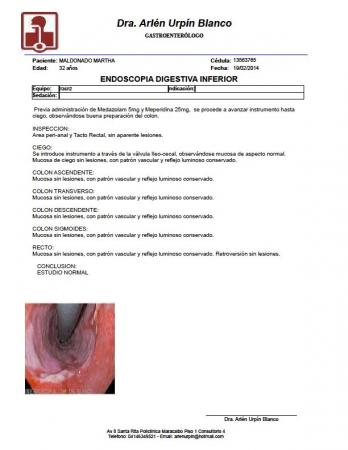 Dra. Arlén Urpín Blanco
GASTROENTERÓLOGO
Paciente: MALDONADO MARTHA Cédula: 13863765
Edad: 32 años Fecha: 19/02/2014
ENDOSCOPIA DIGESTIVA INFERIOR
Equipo: Indicación:
Sedación:
Previa administración de Medazolam 5mg y Meperidina 25mg, se procede a avanzar instrumento hasta
ciego, observándose buena preparación del colon.
INSPECCION:
Area peri-anal y Tacto Rectal, sin aparente lesiones.
CIEGO:
Se introduce instrumento a través de la válvula Ileo-cecal, observándose mucosa de aspecto normal.
Mucosa de ciego sin lesiones, con patrón vascular y reflejo luminoso conservado.
COLON ASCENDENTE:
Mucosa sin lesiones, con patrón vascular y reflejo luminoso conservado.
COLON TRANSVERSO:
Mucosa sin lesiones, con patrón vascular y reflejo luminoso conservado.
COLON DESCENDENTE:
Mucosa sin lesiones, con patrón vascular y reflejo luminoso conservado.
COLON SIGMOIDES:
Mucosa sin lesiones, con patrón vascular y reflejo luminoso conservado.
RECTO:
Mucosa sin lesiones, con patrón vascular y reflejo luminoso conservado. Retroversión sin lesiones.
CONCLUSION:
ESTUDIO NORMAL
Dra. Arlén Urpín Blanco
Av 8 Santa Rita Policlínica Maracaibo Piso 1 Consultorio 4
Teléfono: 04146349521 - Email: arlenurpin@hotmail.com